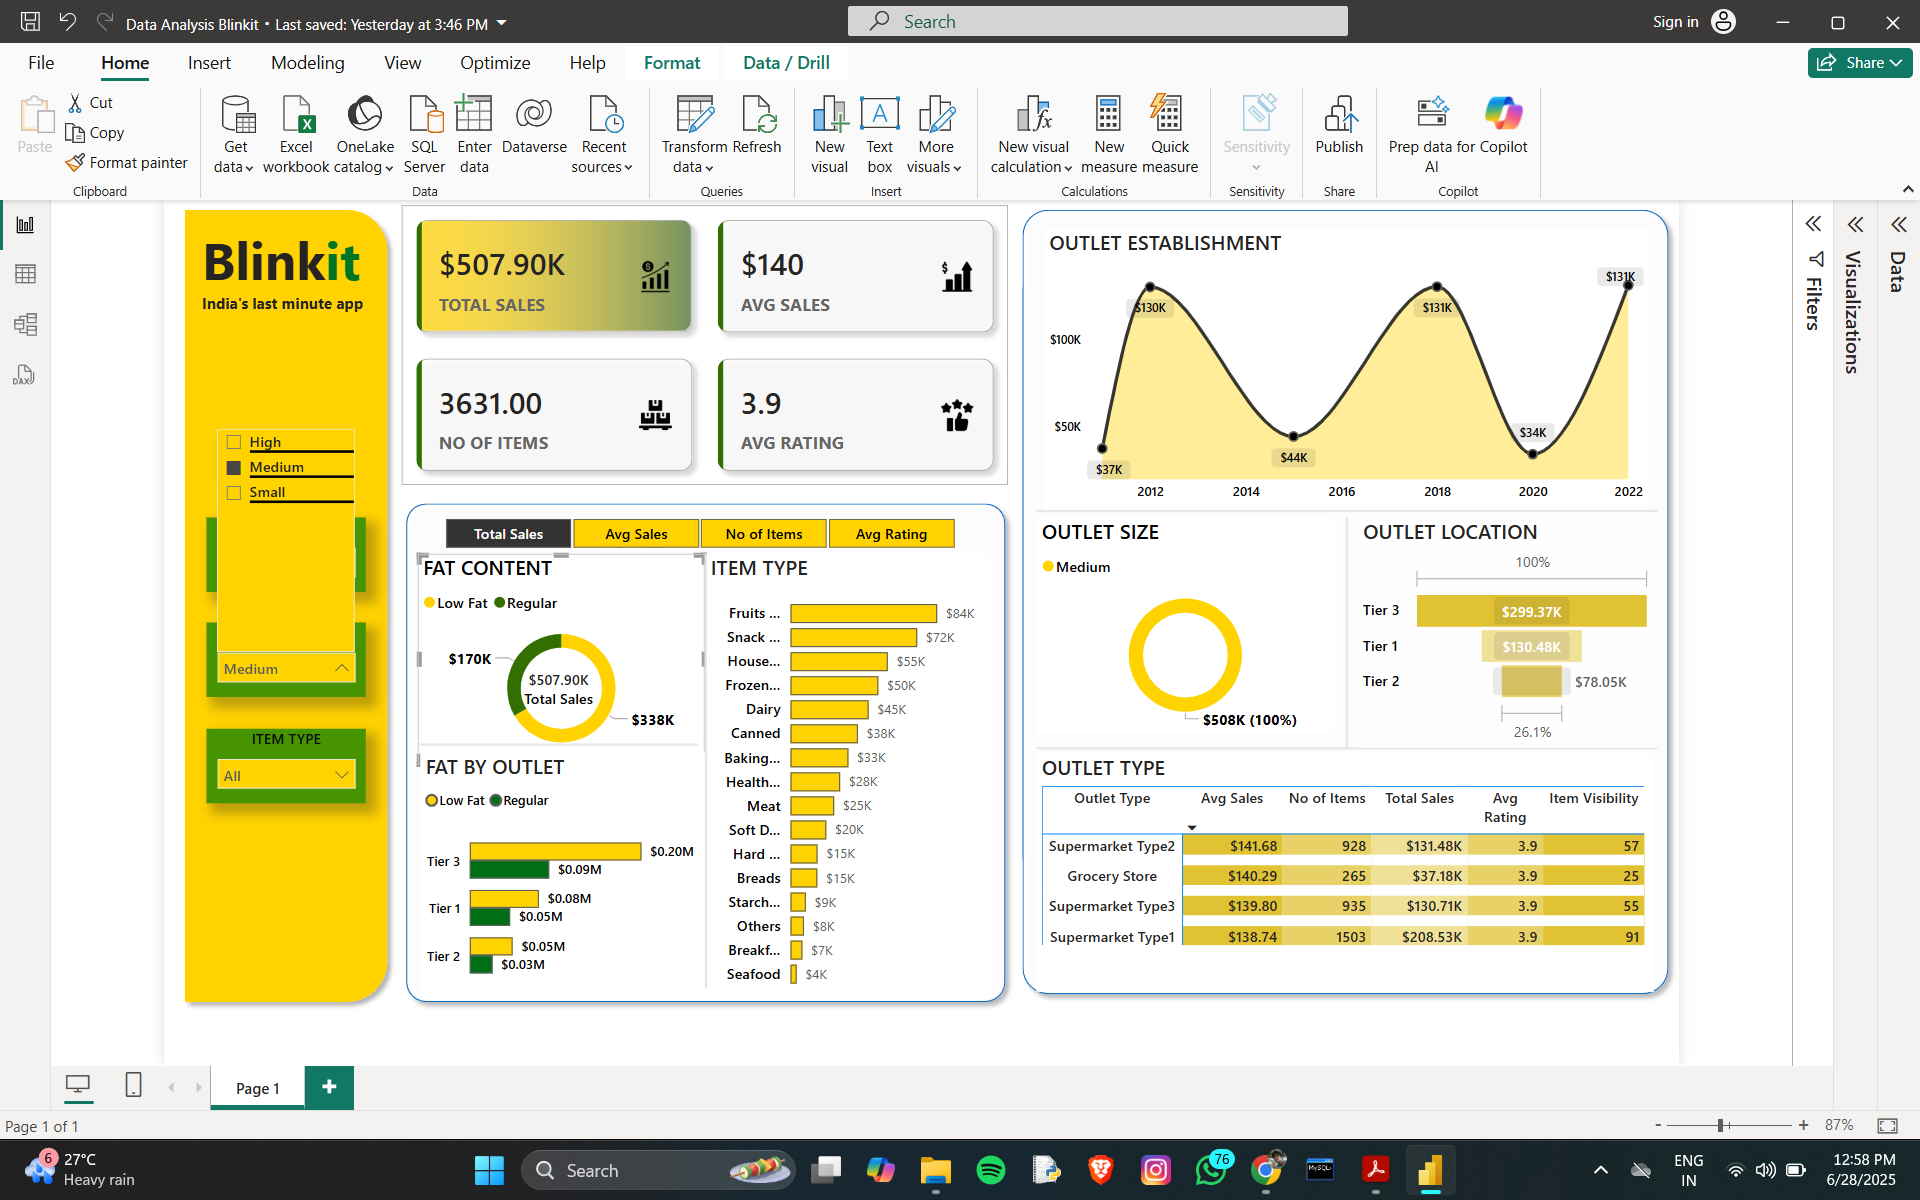 Data Analysis Blinkit • Last saved: Yesterday at 3:46 PM
Search
Sign in
File
Home
Insert
Modeling
View
Optimize
Help
Format
Data / Drill
Share
Paste
Cut
Copy
Format painter
Clipboard
Get data
Excel workbook
OneLake catalog
SQL Server
Enter data
Dataverse
Recent sources
Data
Transform data
Refresh
Queries
New visual
Text box
More visuals
Insert
New visual calculation
New measure
Quick measure
Calculations
Sensitivity
Sensitivity
Publish
Share
Prep data for AI
Copilot
Copilot
Blinkit
India's last minute app
High
Medium
Small
Medium
ITEM TYPE
All
$507.90K
TOTAL SALES
$140
AVG SALES
3631.00
NO OF ITEMS
3.9
AVG RATING
Total Sales
Avg Sales
No of Items
Avg Rating
FAT CONTENT
Low Fat
Regular
$170K
$507.90K
Total Sales
$338K
FAT BY OUTLET
Low Fat
Regular
Tier 3
$0.20M
$0.09M
Tier 1
$0.08M
$0.05M
Tier 2
$0.05M
$0.03M
ITEM TYPE
Fruits ... $84K
Snack ... $72K
House... $55K
Frozen... $50K
Dairy $45K
Canned $38K
Baking... $33K
Health... $28K
Meat $25K
Soft D... $20K
Hard ... $15K
Breads $15K
Starch... $9K
Others $8K
Breakf... $7K
Seafood $4K
OUTLET ESTABLISHMENT
$131K
$130K
$131K
$100K
$50K
$34K
$44K
$37K
2012 2014 2016 2018 2020 2022
OUTLET SIZE
Medium
$508K (100%)
OUTLET LOCATION
100%
Tier 3 $299.37K
Tier 1 $130.48K
Tier 2 $78.05K
26.1%
OUTLET TYPE
Outlet Type Avg Sales No of Items Total Sales Avg Rating Item Visibility
Supermarket Type2 $141.68 928 $131.48K 3.9 57
Grocery Store $140.29 265 $37.18K 3.9 25
Supermarket Type3 $139.80 935 $130.71K 3.9 55
Supermarket Type1 $138.74 1503 $208.53K 3.9 91
Filters
Visualizations
Data
DAX
Page 1
Page 1 of 1
87%
6
27°C
Heavy rain
Search
76
MySQL
ENG
IN
12:58 PM
6/28/2025